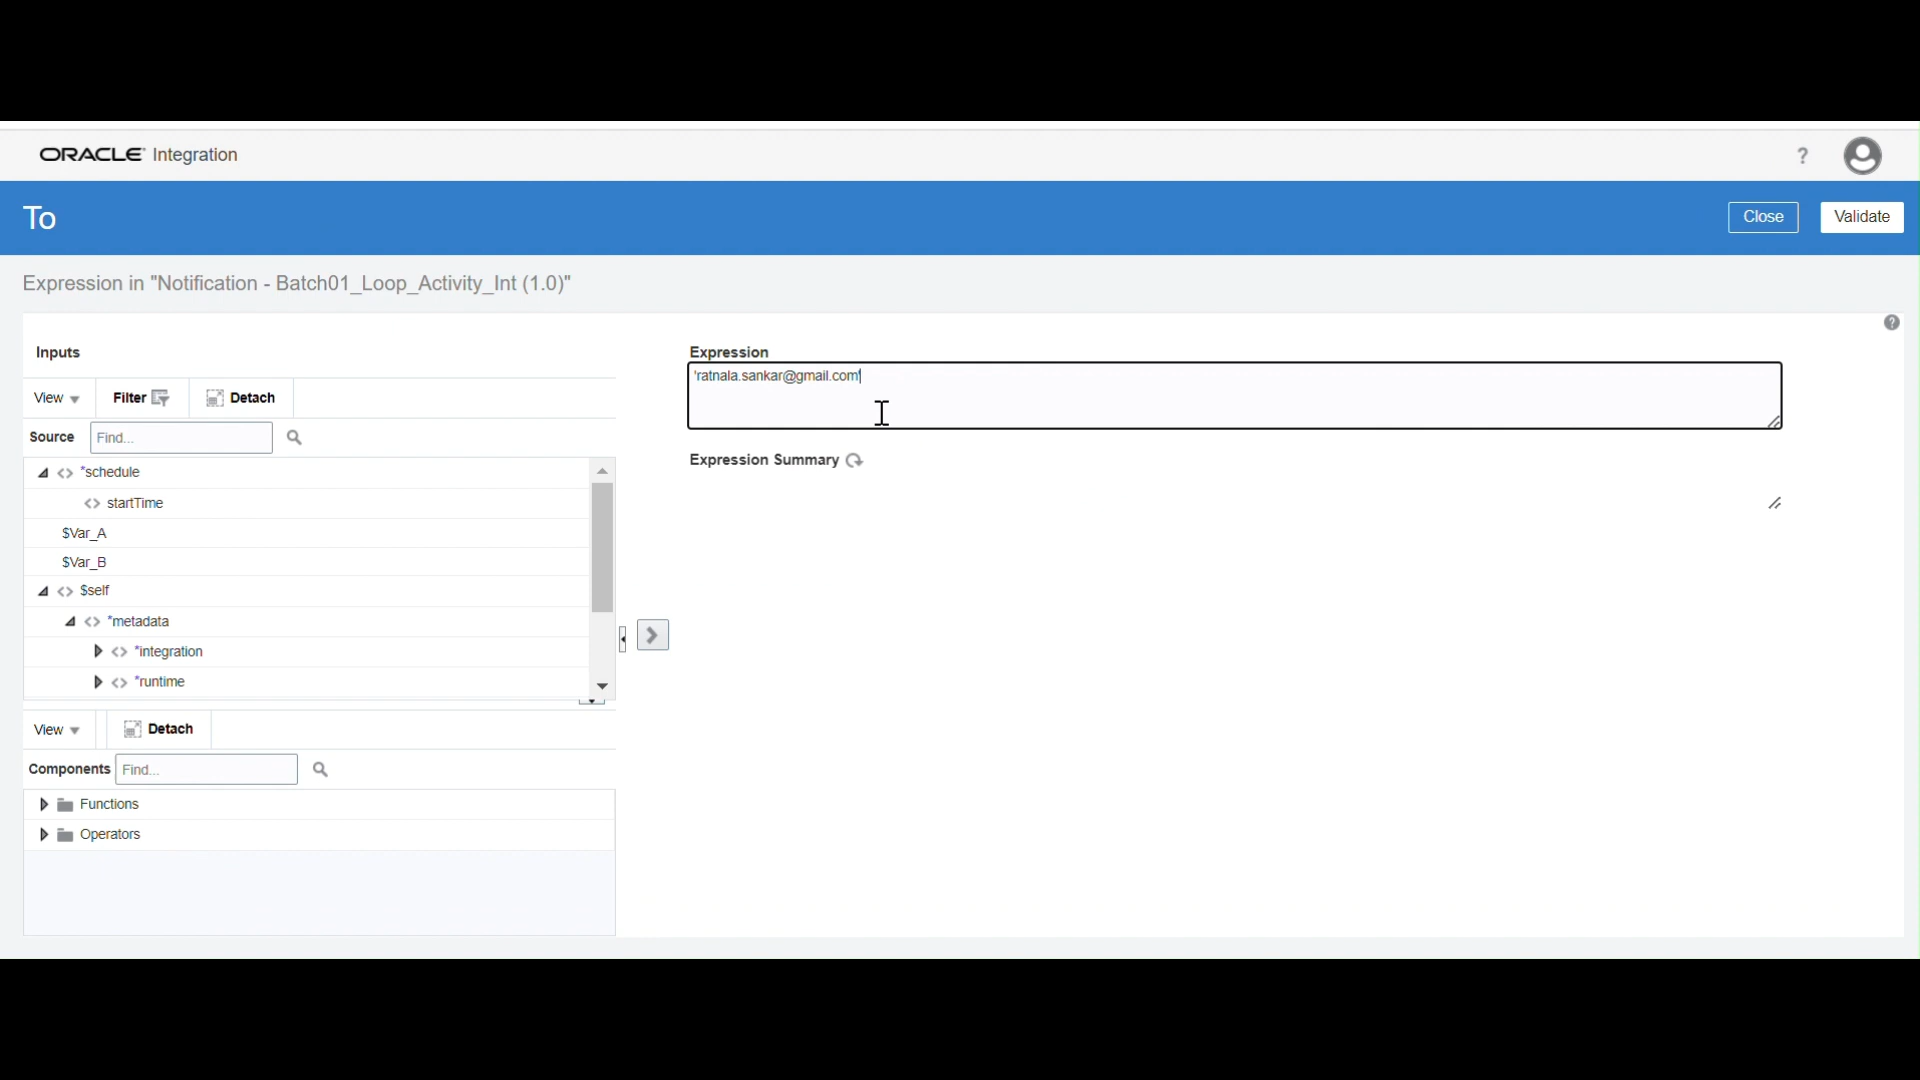 ORACLE Integration
?
To
Close
Validate
Expression in "Notification - Batch01_Loop_Activity_Int (1.0)"
?
Inputs
View
Filter
Detach
Source
Find...
<> *schedule
<> startTime
$Var_A
$Var_B
<> $self
<> *metadata
<> *integration
<> *runtime
View
Detach
Components
Find...
Functions
Operators
Expression
'ratnala.sankar@gmail.com'
Expression Summary